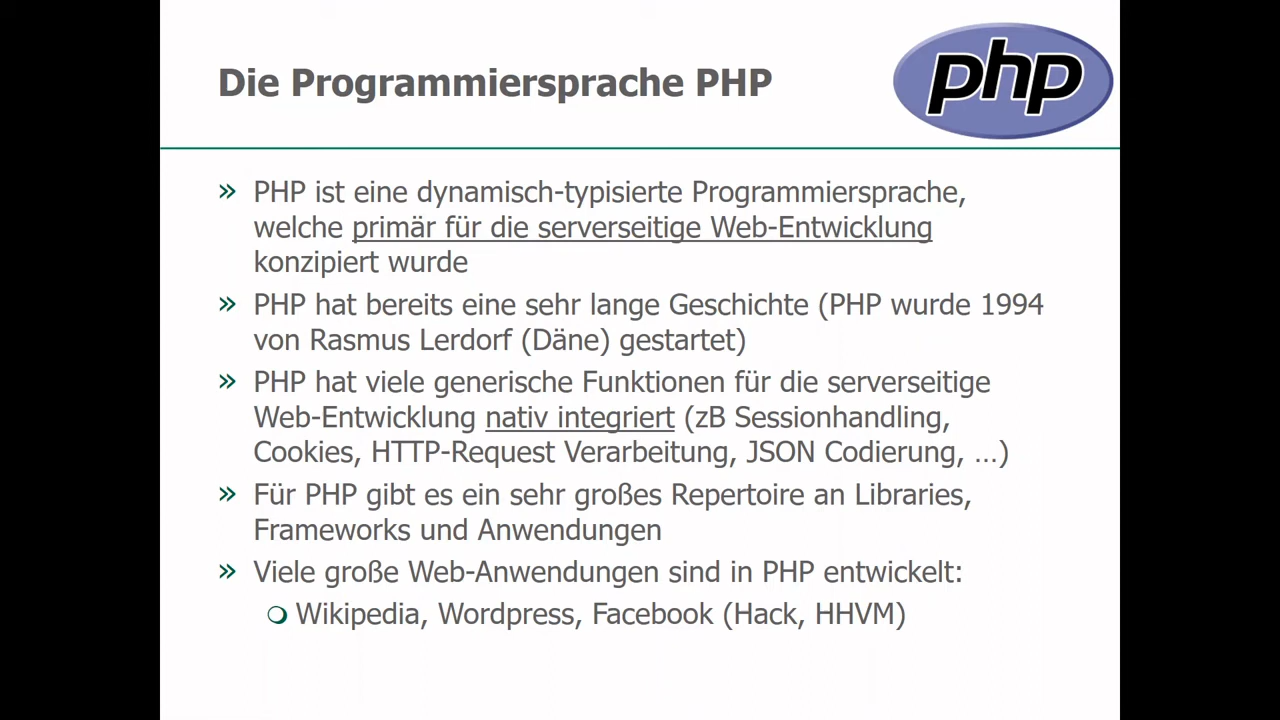 Die Programmiersprache PHP
php
» PHP ist eine dynamisch-typisierte Programmiersprache,
welche primär für die serverseitige Web-Entwicklung
konzipiert wurde
» PHP hat bereits eine sehr lange Geschichte (PHP wurde 1994
von Rasmus Lerdorf (Däne) gestartet)
» PHP hat viele generische Funktionen für die serverseitige
Web-Entwicklung nativ integriert (zB Sessionhandling,
Cookies, HTTP-Request Verarbeitung, JSON Codierung, …)
» Für PHP gibt es ein sehr großes Repertoire an Libraries,
Frameworks und Anwendungen
» Viele große Web-Anwendungen sind in PHP entwickelt:
❍ Wikipedia, Wordpress, Facebook (Hack, HHVM)